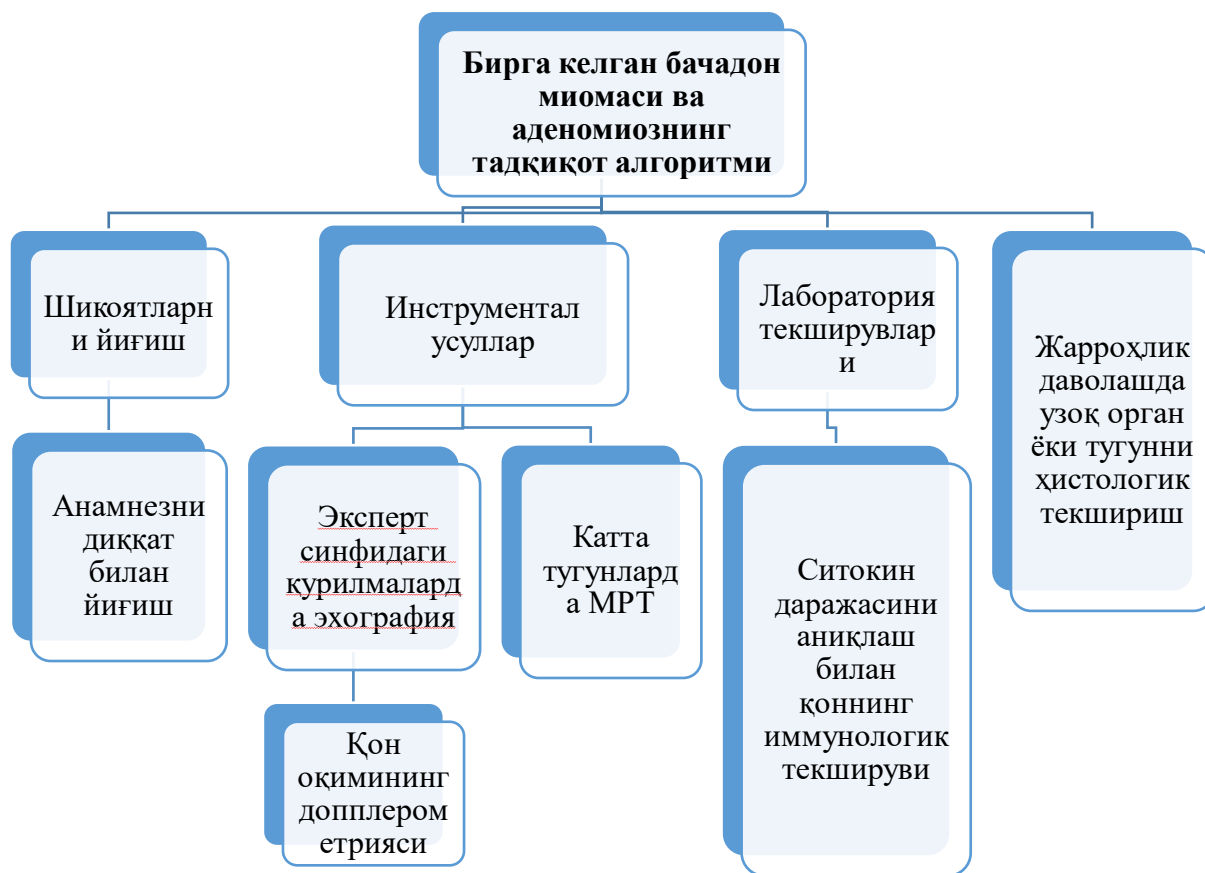 Бирга келган бачадон
миомаси ва
аденомиознинг
тадқиқот алгоритми
Шикоятларн
и йиғиш
Инструментал
усуллар
Лаборатория
текширувлар
и
Жарроҳлик
даволашда
узоқ орган
ёки тугунни
ҳистологик
текшириш
Анамнезни
диққат
билан
йиғиш
Эксперт
синфидаги
қурилмалард
а эхография
Катта
тугунлард
а МРТ
Ситокин
даражасини
аниқлаш
билан
қоннинг
иммунологик
текшируви
Қон
оқимининг
допплером
етрияси